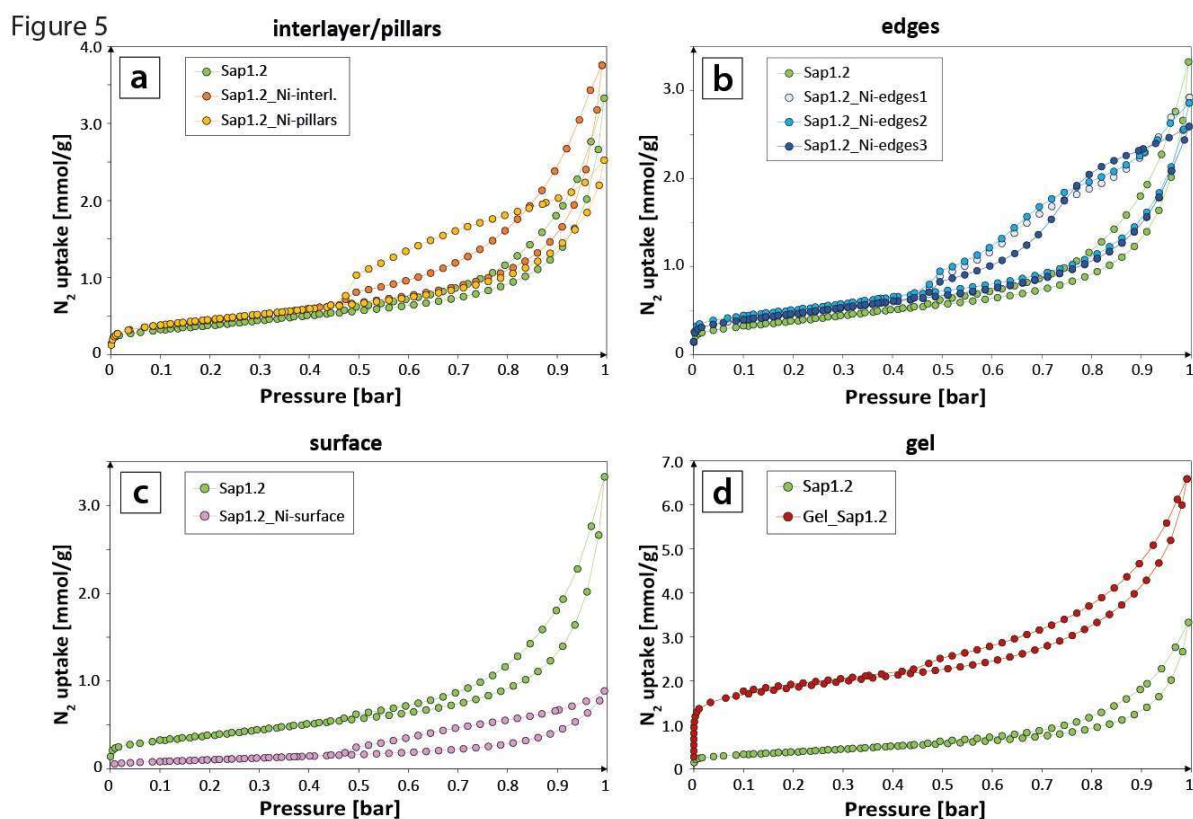 Figure 5
interlayer/pillars
a
Sap1.2
Sap1.2_Ni-interl.
Sap1.2_Ni-pillars
N2 uptake [mmol/g]
4.0
3.0
2.0
1.0
0
0 0.1 0.2 0.3 0.4 0.5 0.6 0.7 0.8 0.9 1
Pressure [bar]
edges
b
Sap1.2
Sap1.2_Ni-edges1
Sap1.2_Ni-edges2
Sap1.2_Ni-edges3
N2 uptake [mmol/g]
3.0
2.0
1.0
0
0 0.1 0.2 0.3 0.4 0.5 0.6 0.7 0.8 0.9 1
Pressure [bar]
surface
c
Sap1.2
Sap1.2_Ni-surface
N2 uptake [mmol/g]
3.0
2.0
1.0
0
0 0.1 0.2 0.3 0.4 0.5 0.6 0.7 0.8 0.9 1
Pressure [bar]
gel
d
Sap1.2
Gel_Sap1.2
N2 uptake [mmol/g]
7.0
6.0
5.0
4.0
3.0
2.0
1.0
0
0 0.1 0.2 0.3 0.4 0.5 0.6 0.7 0.8 0.9 1
Pressure [bar]